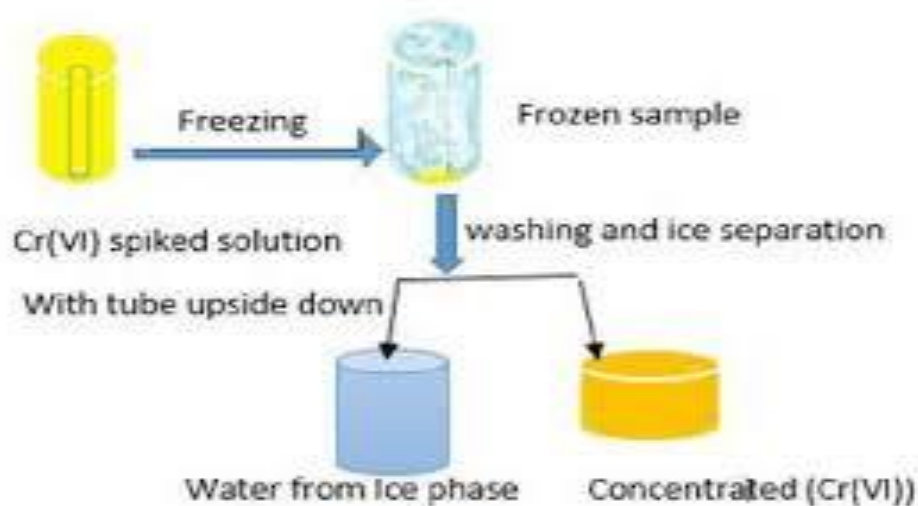 Freezing
Frozen sample
Cr(VI) spiked solution
washing and ice separation
With tube upside down
Water from Ice phase
Concentrated (Cr(VI))